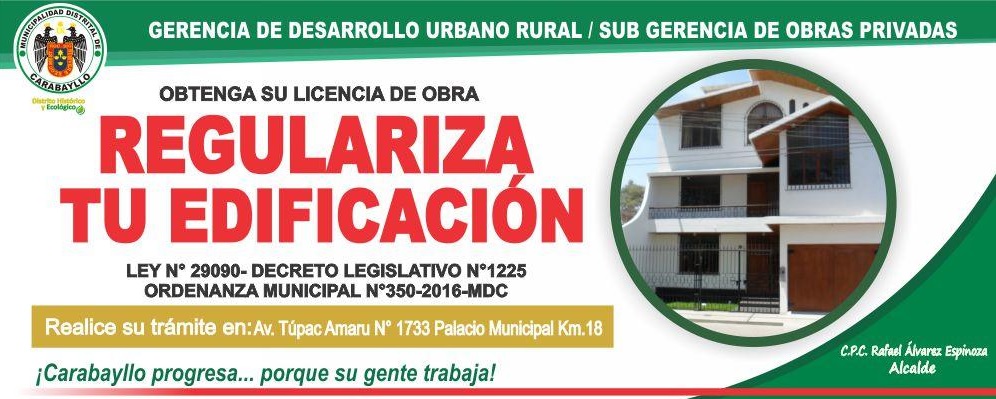 GERENCIA DE DESARROLLO URBANO RURAL / SUB GERENCIA DE OBRAS PRIVADAS
MUNICIPALIDAD DISTRITAL DE
CARABAYLLO
Distrito Histórico
y Ecológico
OBTENGA SU LICENCIA DE OBRA
REGULARIZA
TU EDIFICACIÓN
LEY N° 29090- DECRETO LEGISLATIVO N°1225
ORDENANZA MUNICIPAL N°350-2016-MDC
Realice su trámite en: Av. Túpac Amaru N° 1733 Palacio Municipal Km.18
C.P.C. Rafael Álvarez Espinoza
Alcalde
¡Carabayllo progresa... porque su gente trabaja!